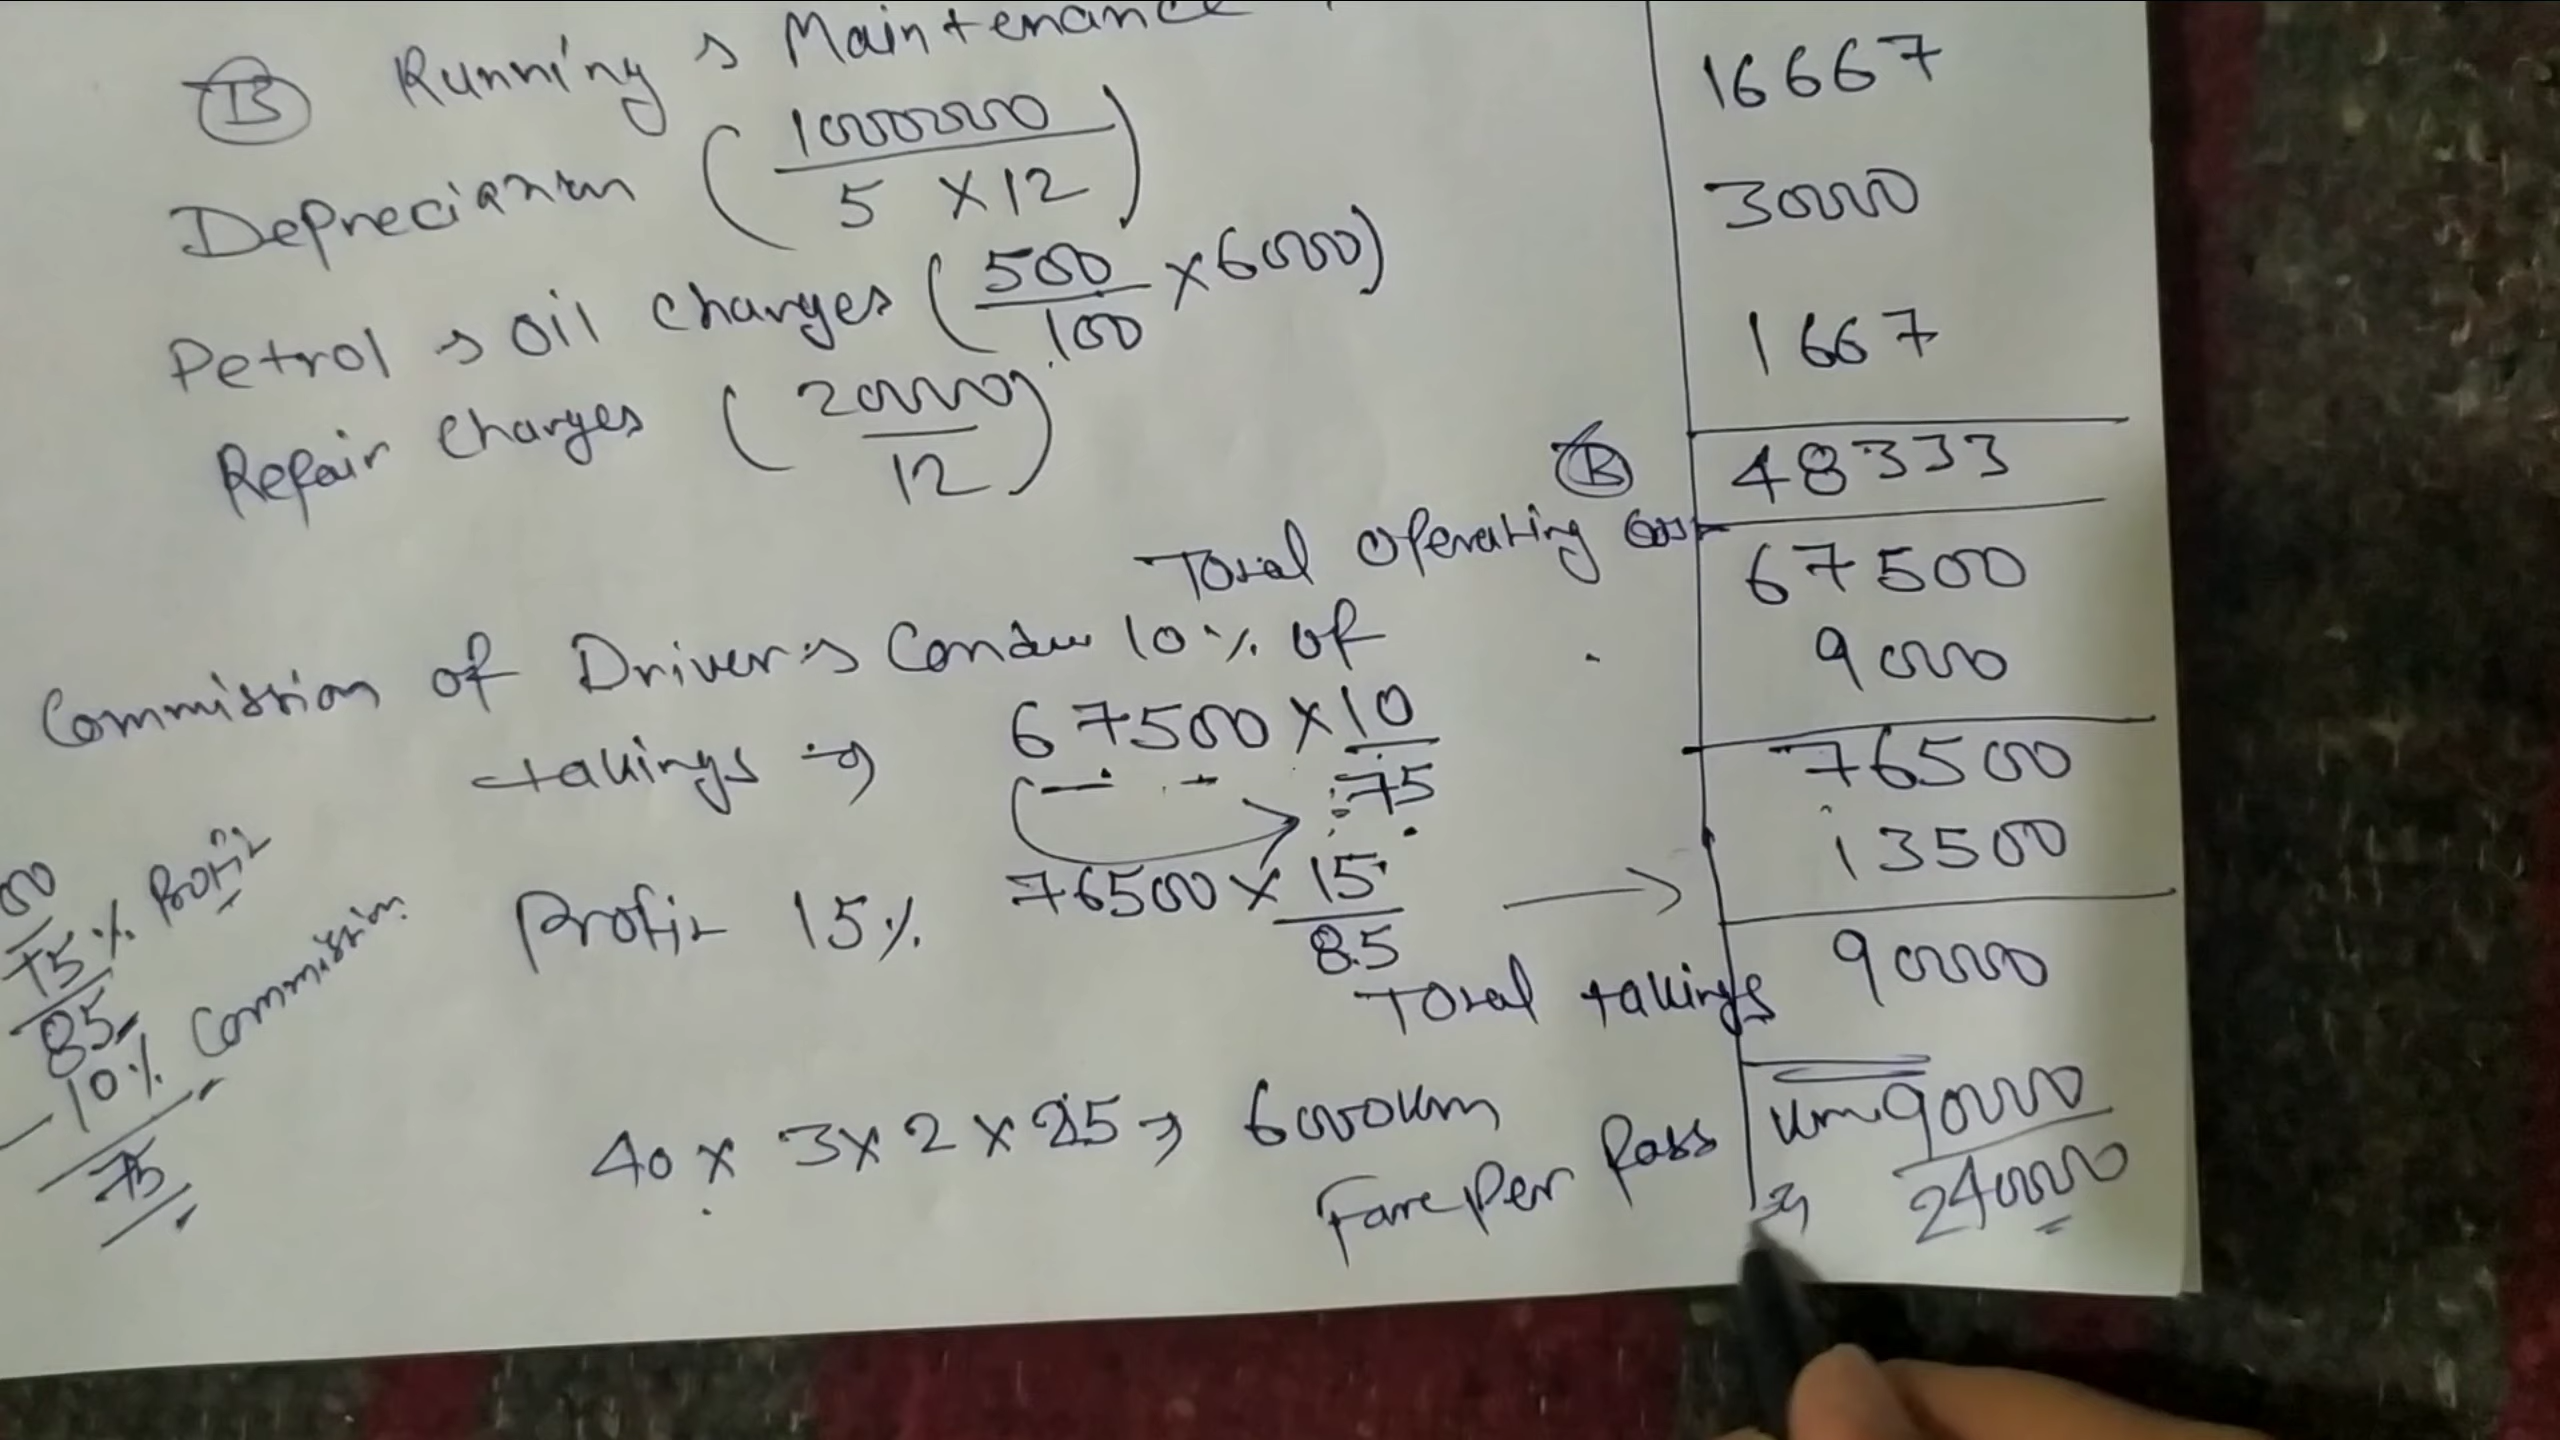 B Running & Maintenance
Depreciation (1000000 / 5 × 12) 16667
Petrol & oil charges (500 / 100 × 6000) 30000
Repair charges (20000 / 12) 1667
B 48333
Total operating cost 67500
Commission of Driver & Condu 10% of 9000
takings → 67500 × 10 / 75
76500
Profit 15% 76500 × 15 / 85 → 13500
Total takings 90000
40 × 3 × 2 × 25 → 6000 km
Fare per Pass km 90000 / 240000
15% Profit
85
10% Commission
75